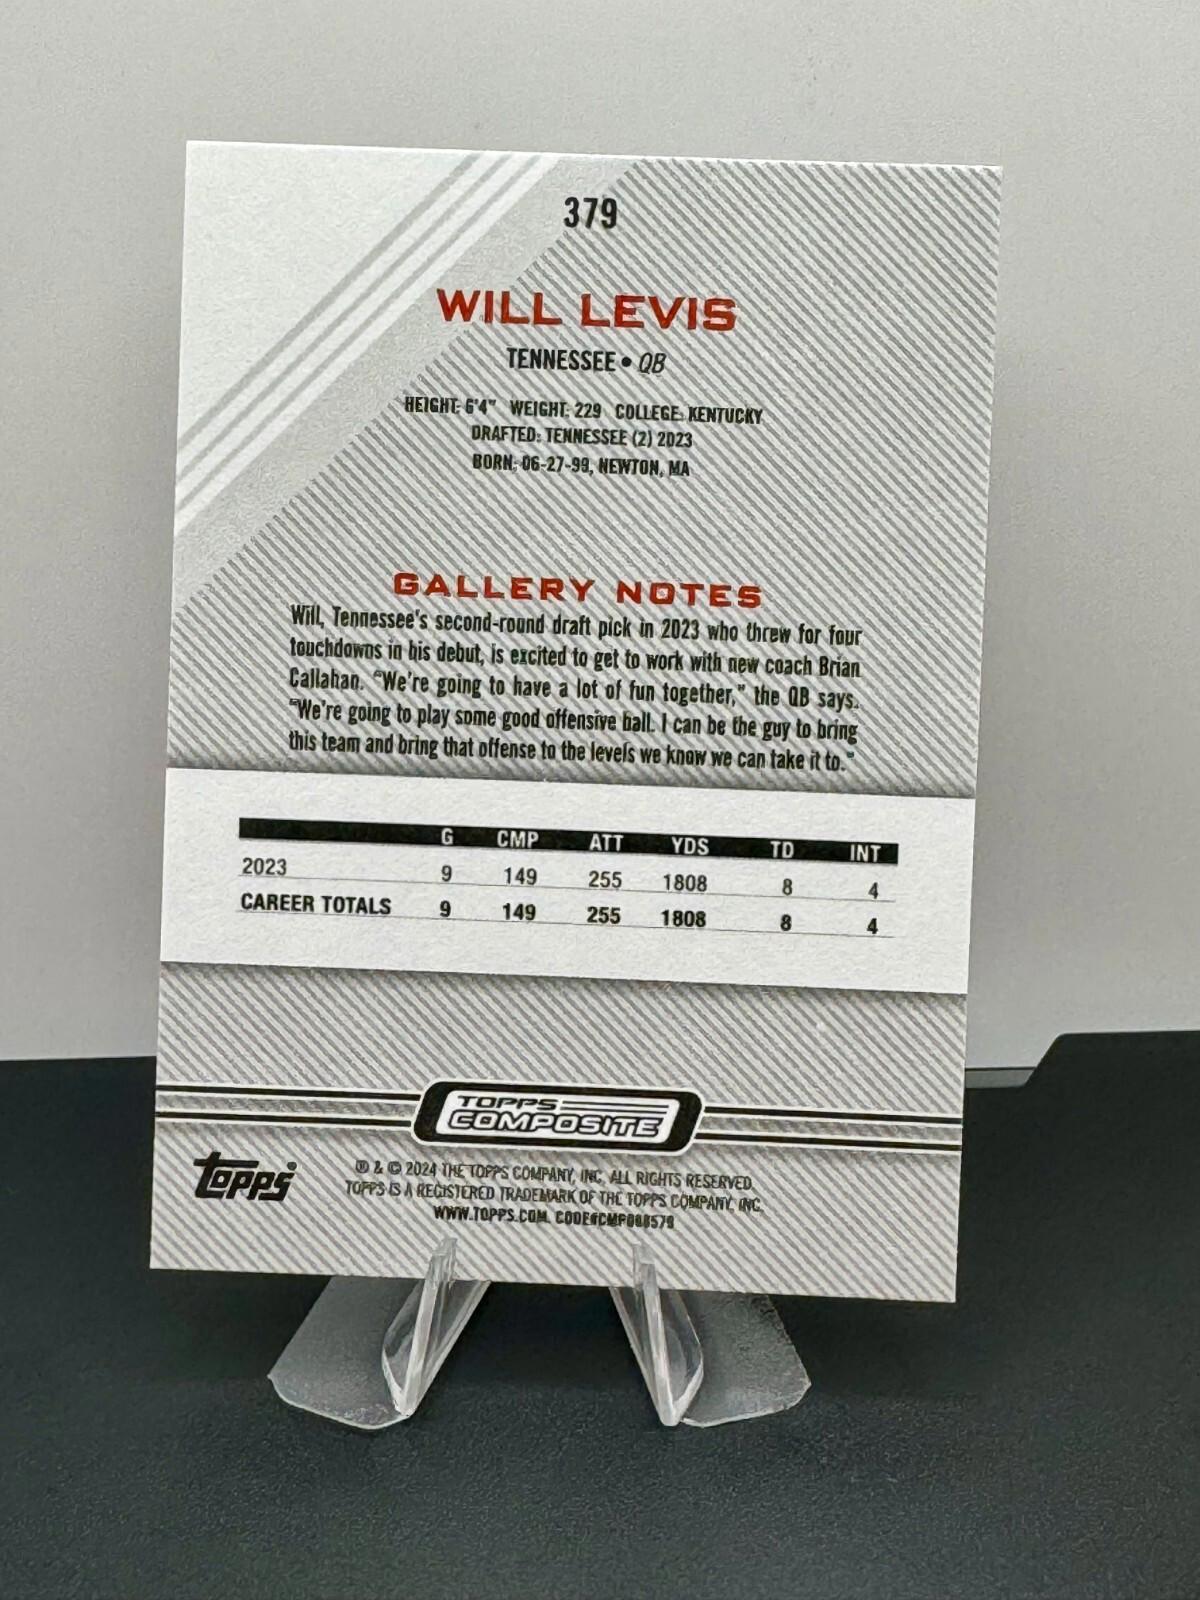 379
WILL LEVIS
TENNESSEE • QB
HEIGHT: 6'4" WEIGHT: 229 COLLEGE: KENTUCKY
DRAFTED: TENNESSEE (2) 2023
BORN: 06-27-99, NEWTON, MA
GALLERY NOTES
Will, Tennessee's second-round draft pick in 2023 who threw for four
touchdowns in his debut, is excited to get to work with new coach Brian
Callahan. "We're going to have a lot of fun together," the QB says.
"We're going to play some good offensive ball. I can be the guy to bring
this team and bring that offense to the levels we know we can take it to."
G CMP ATT YDS TD INT
2023 9 149 255 1808 8 4
CAREER TOTALS 9 149 255 1808 8 4
TOPPS
COMPOSITE
topps®
® & © 2024 THE TOPPS COMPANY, INC. ALL RIGHTS RESERVED.
TOPPS IS A REGISTERED TRADEMARK OF THE TOPPS COMPANY, INC.
WWW.TOPPS.COM